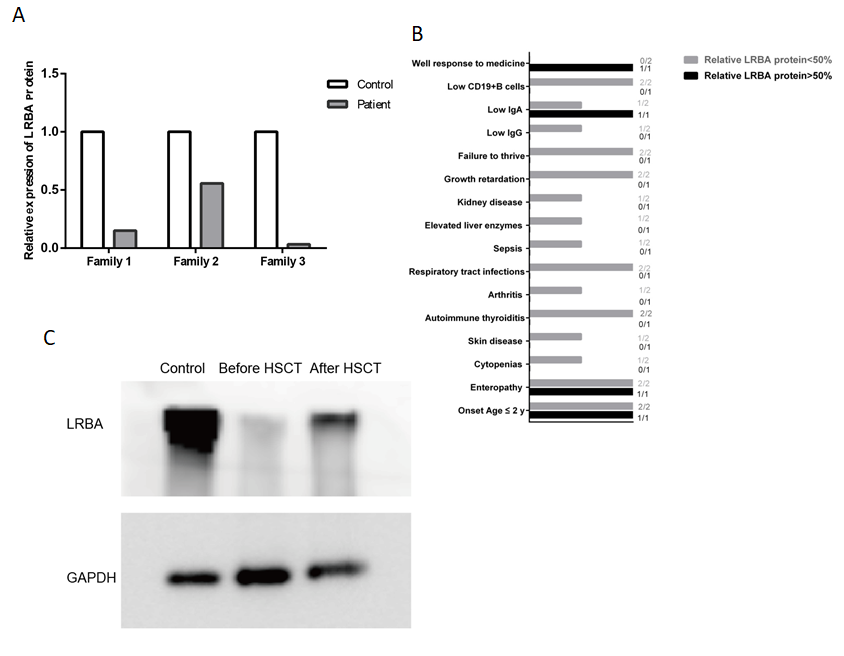 A
Relative expression of LRBA protein
1.5
1.0
0.5
0.0
Control
Patient
Family 1
Family 2
Family 3
B
Relative LRBA protein<50%
Relative LRBA protein>50%
Well response to medicine
0/2
1/1
Low CD19+B cells
2/2
0/1
Low IgA
1/2
1/1
Low IgG
1/2
0/1
Failure to thrive
2/2
0/1
Growth retardation
2/2
0/1
Kidney disease
1/2
0/1
Elevated liver enzymes
1/2
0/1
Sepsis
1/2
0/1
Respiratory tract infections
2/2
0/1
Arthritis
1/2
0/1
Autoimmune thyroiditis
2/2
0/1
Skin disease
1/2
0/1
Cytopenias
1/2
0/1
Enteropathy
2/2
1/1
Onset Age ≤ 2 y
2/2
1/1
C
Control Before HSCT After HSCT
LRBA
GAPDH